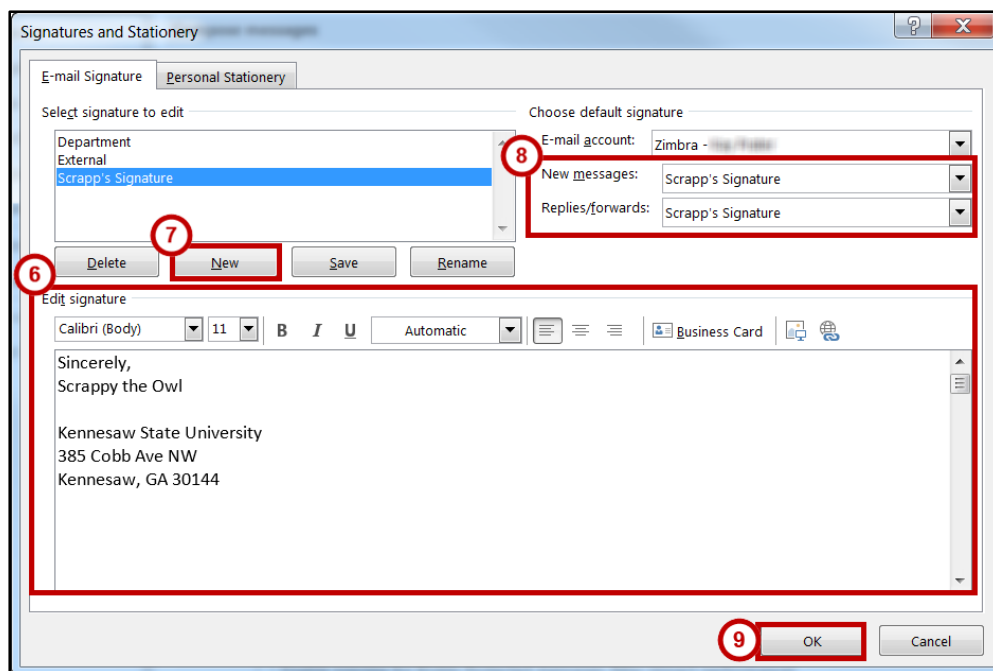 Signatures and Stationery
E-mail Signature Personal Stationery
Select signature to edit
Choose default signature
Department
External
Scrapp's Signature
E-mail account: Zimbra -
8
New messages: Scrapp's Signature
Replies/forwards: Scrapp's Signature
7
Delete New Save Rename
6
Edit signature
Calibri (Body) 11 B I U Automatic Business Card
Sincerely,
Scrappy the Owl
Kennesaw State University
385 Cobb Ave NW
Kennesaw, GA 30144
9
OK Cancel